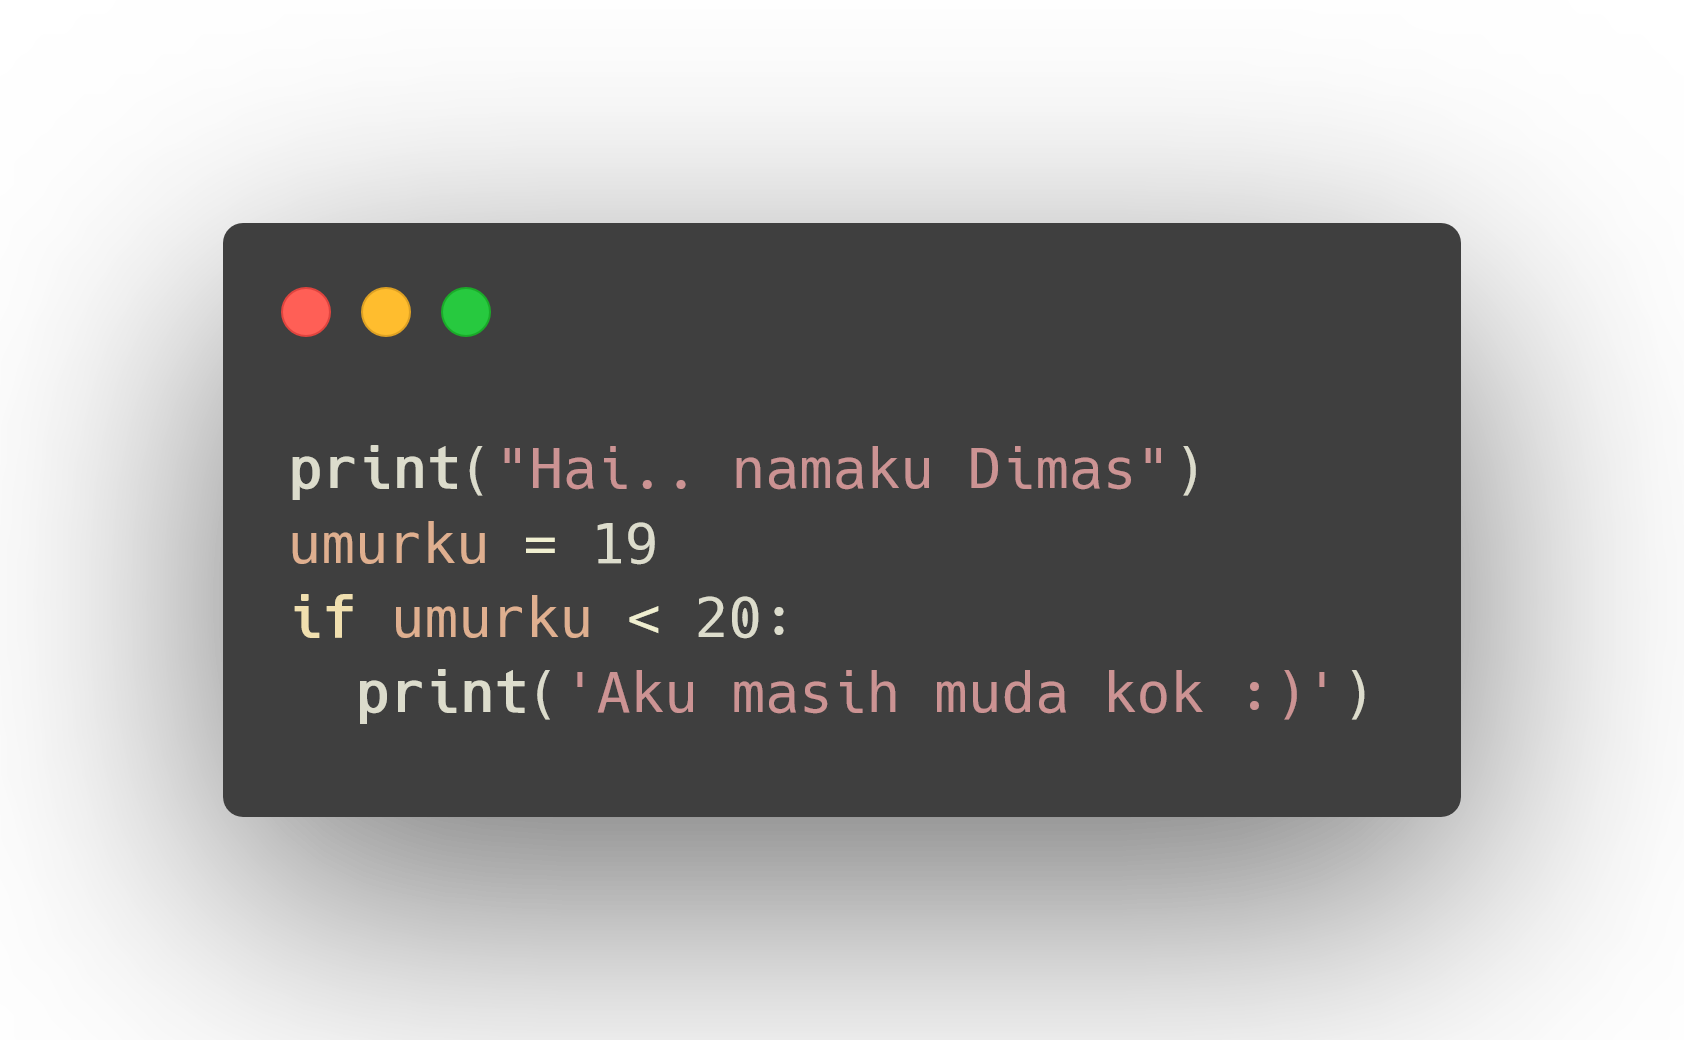 print("Hai.. namaku Dimas")
umurku = 19
if umurku < 20:
  print('Aku masih muda kok :)')